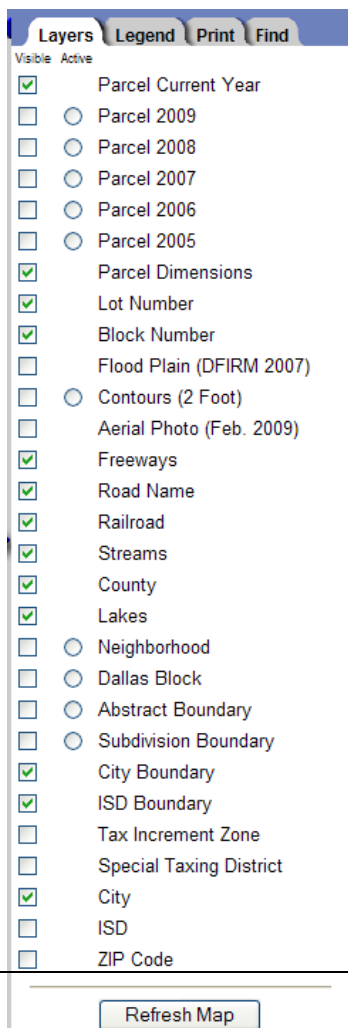 Layers Legend Print Find
Visible Active
Parcel Current Year
Parcel 2009
Parcel 2008
Parcel 2007
Parcel 2006
Parcel 2005
Parcel Dimensions
Lot Number
Block Number
Flood Plain (DFIRM 2007)
Contours (2 Foot)
Aerial Photo (Feb. 2009)
Freeways
Road Name
Railroad
Streams
County
Lakes
Neighborhood
Dallas Block
Abstract Boundary
Subdivision Boundary
City Boundary
ISD Boundary
Tax Increment Zone
Special Taxing District
City
ISD
ZIP Code
Refresh Map